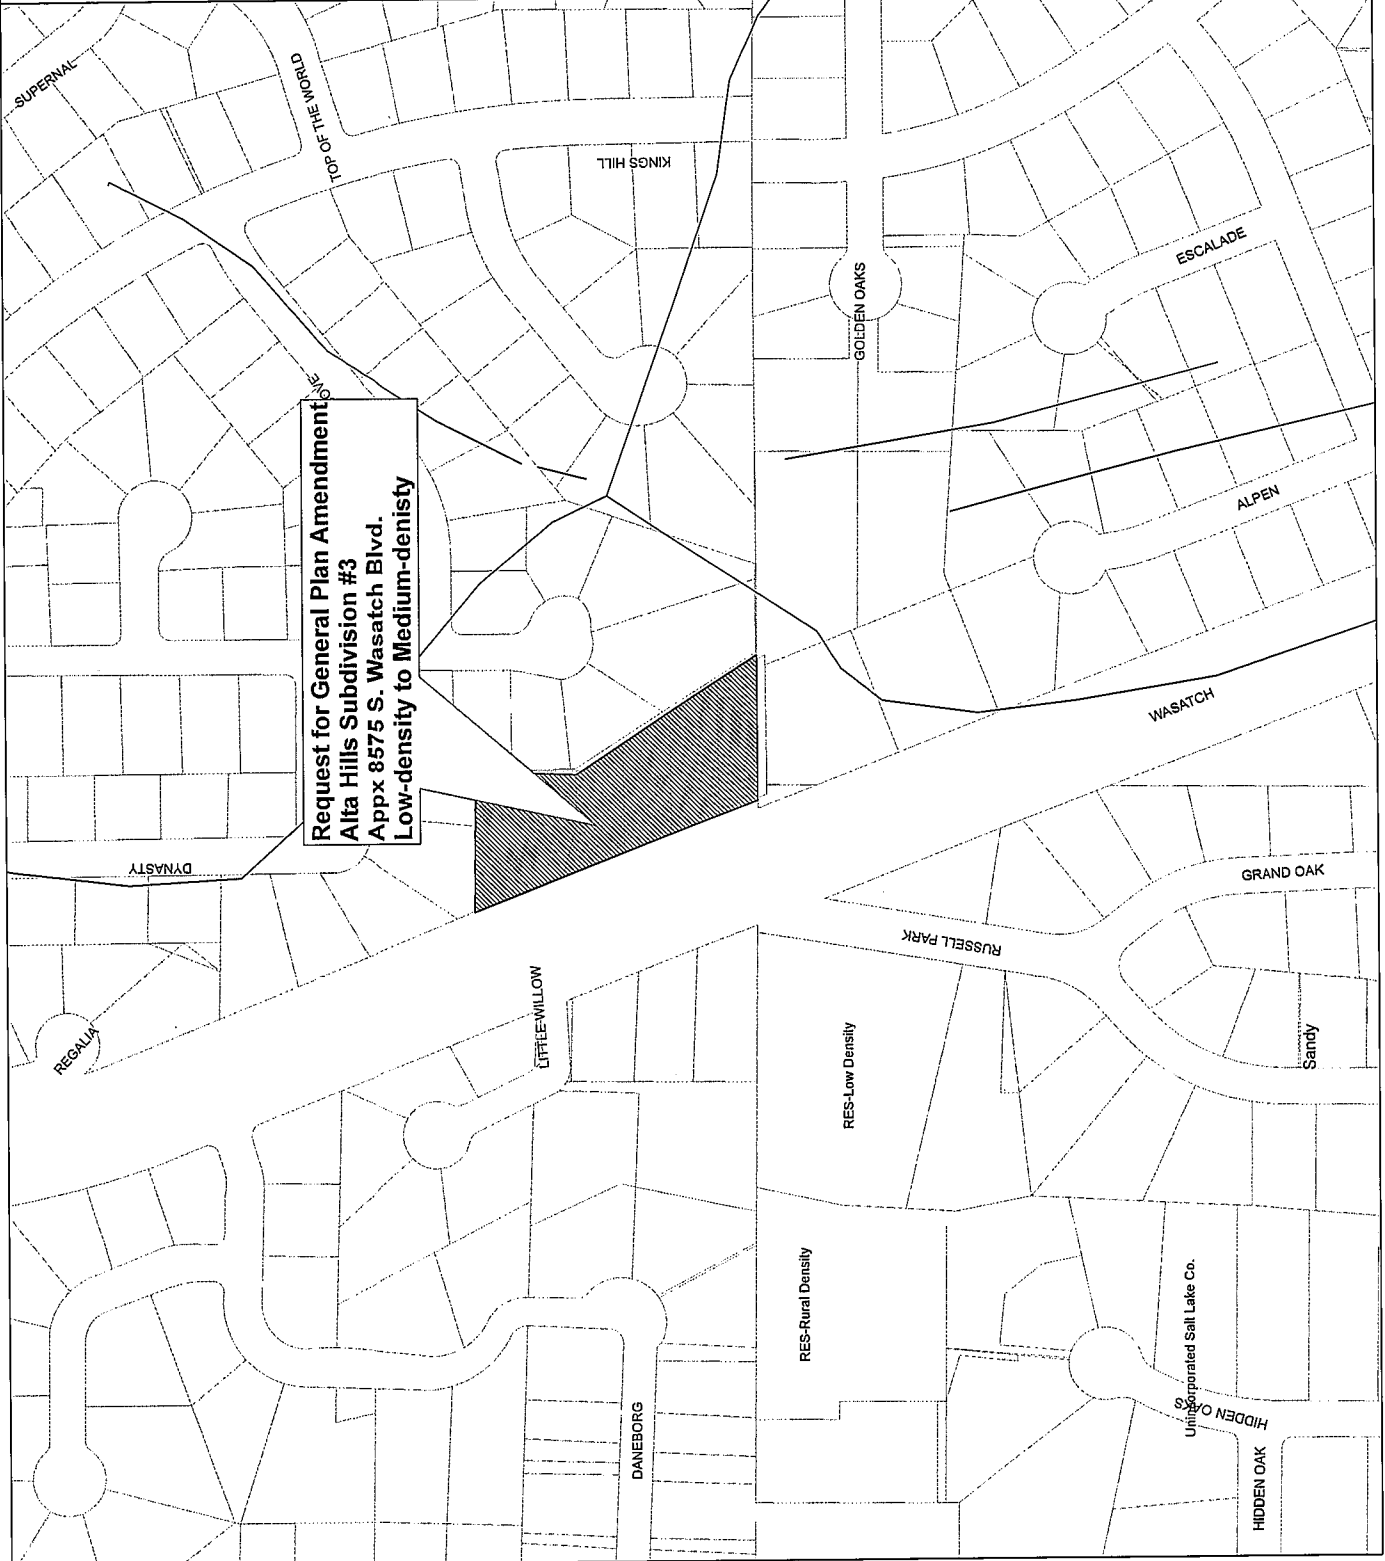 SUPERNAL
TOP OF THE WORLD
KINGS HILL
GOLDEN OAKS
ESCALADE
ALPEN
OVE
Request for General Plan Amendment
Alta Hills Subdivision #3
Appx 8575 S. Wasatch Blvd.
Low-density to Medium-denisty
WASATCH
DYNASTY
GRAND OAK
RUSSELL PARK
REGALIA
LITTLE WILLOW
RES-Low Density
Sandy
RES-Rural Density
Unincorporated Salt Lake Co.
HIDDEN OAKS
DANEBORG
HIDDEN OAK